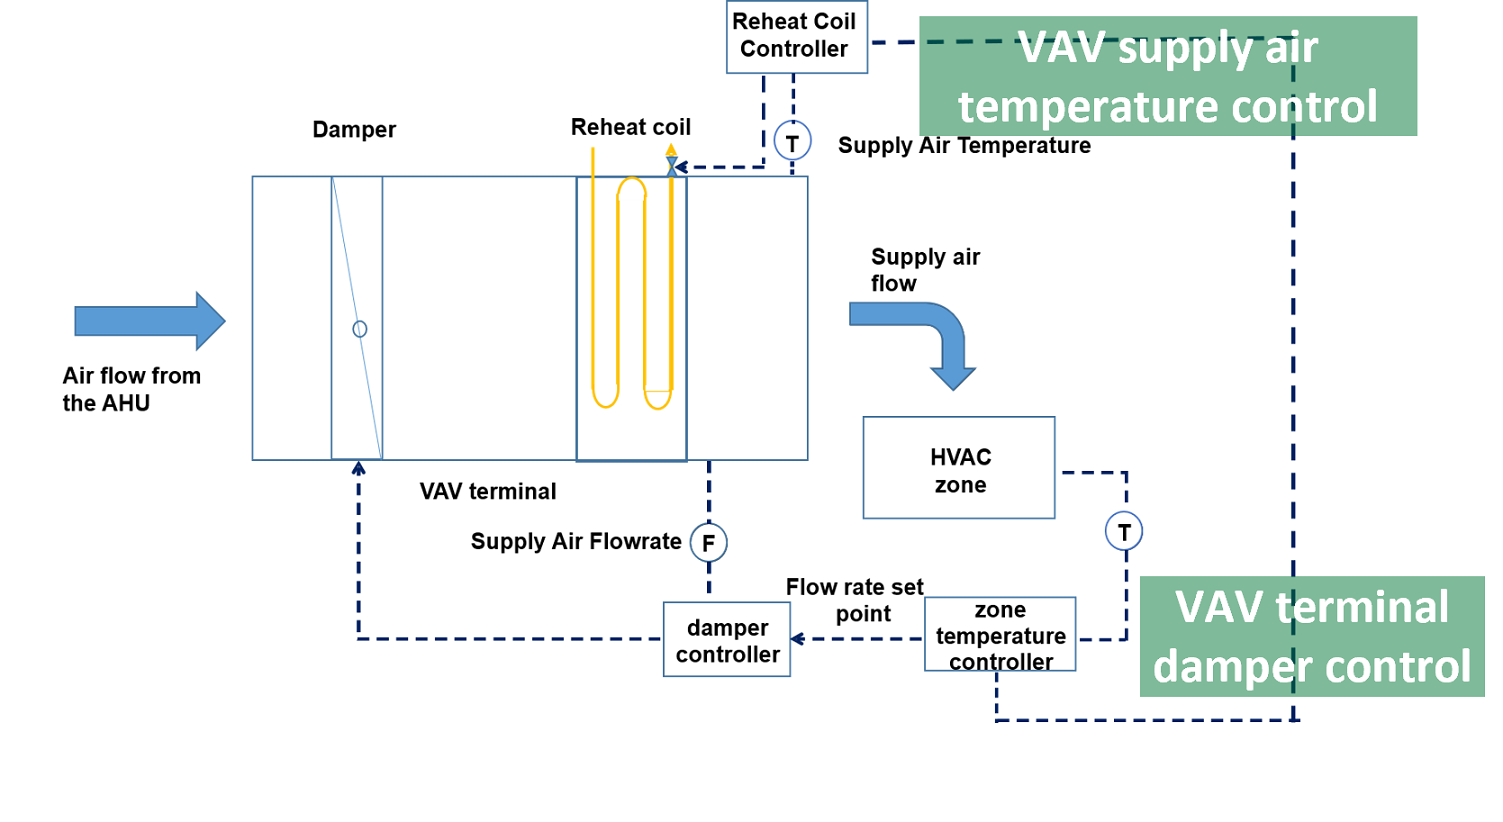 Reheat Coil
Controller
VAV supply air
temperature control
Damper
Reheat coil
T
Supply Air Temperature
Supply air
flow
Air flow from
the AHU
HVAC
zone
VAV terminal
T
Supply Air Flowrate
F
Flow rate set
point
zone
temperature
controller
damper
controller
VAV terminal
damper control